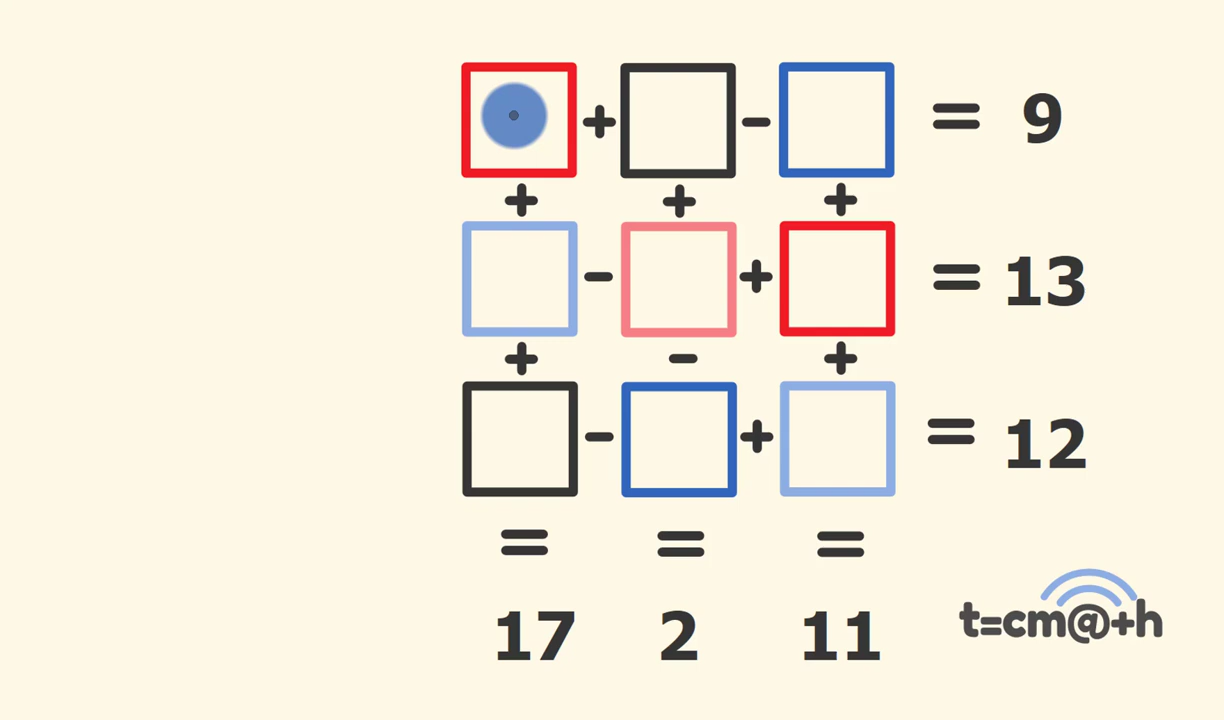 + - = 9
+ + +
- + = 13
+ - +
- + = 12
= = =
17 2 11
t=cm@+h